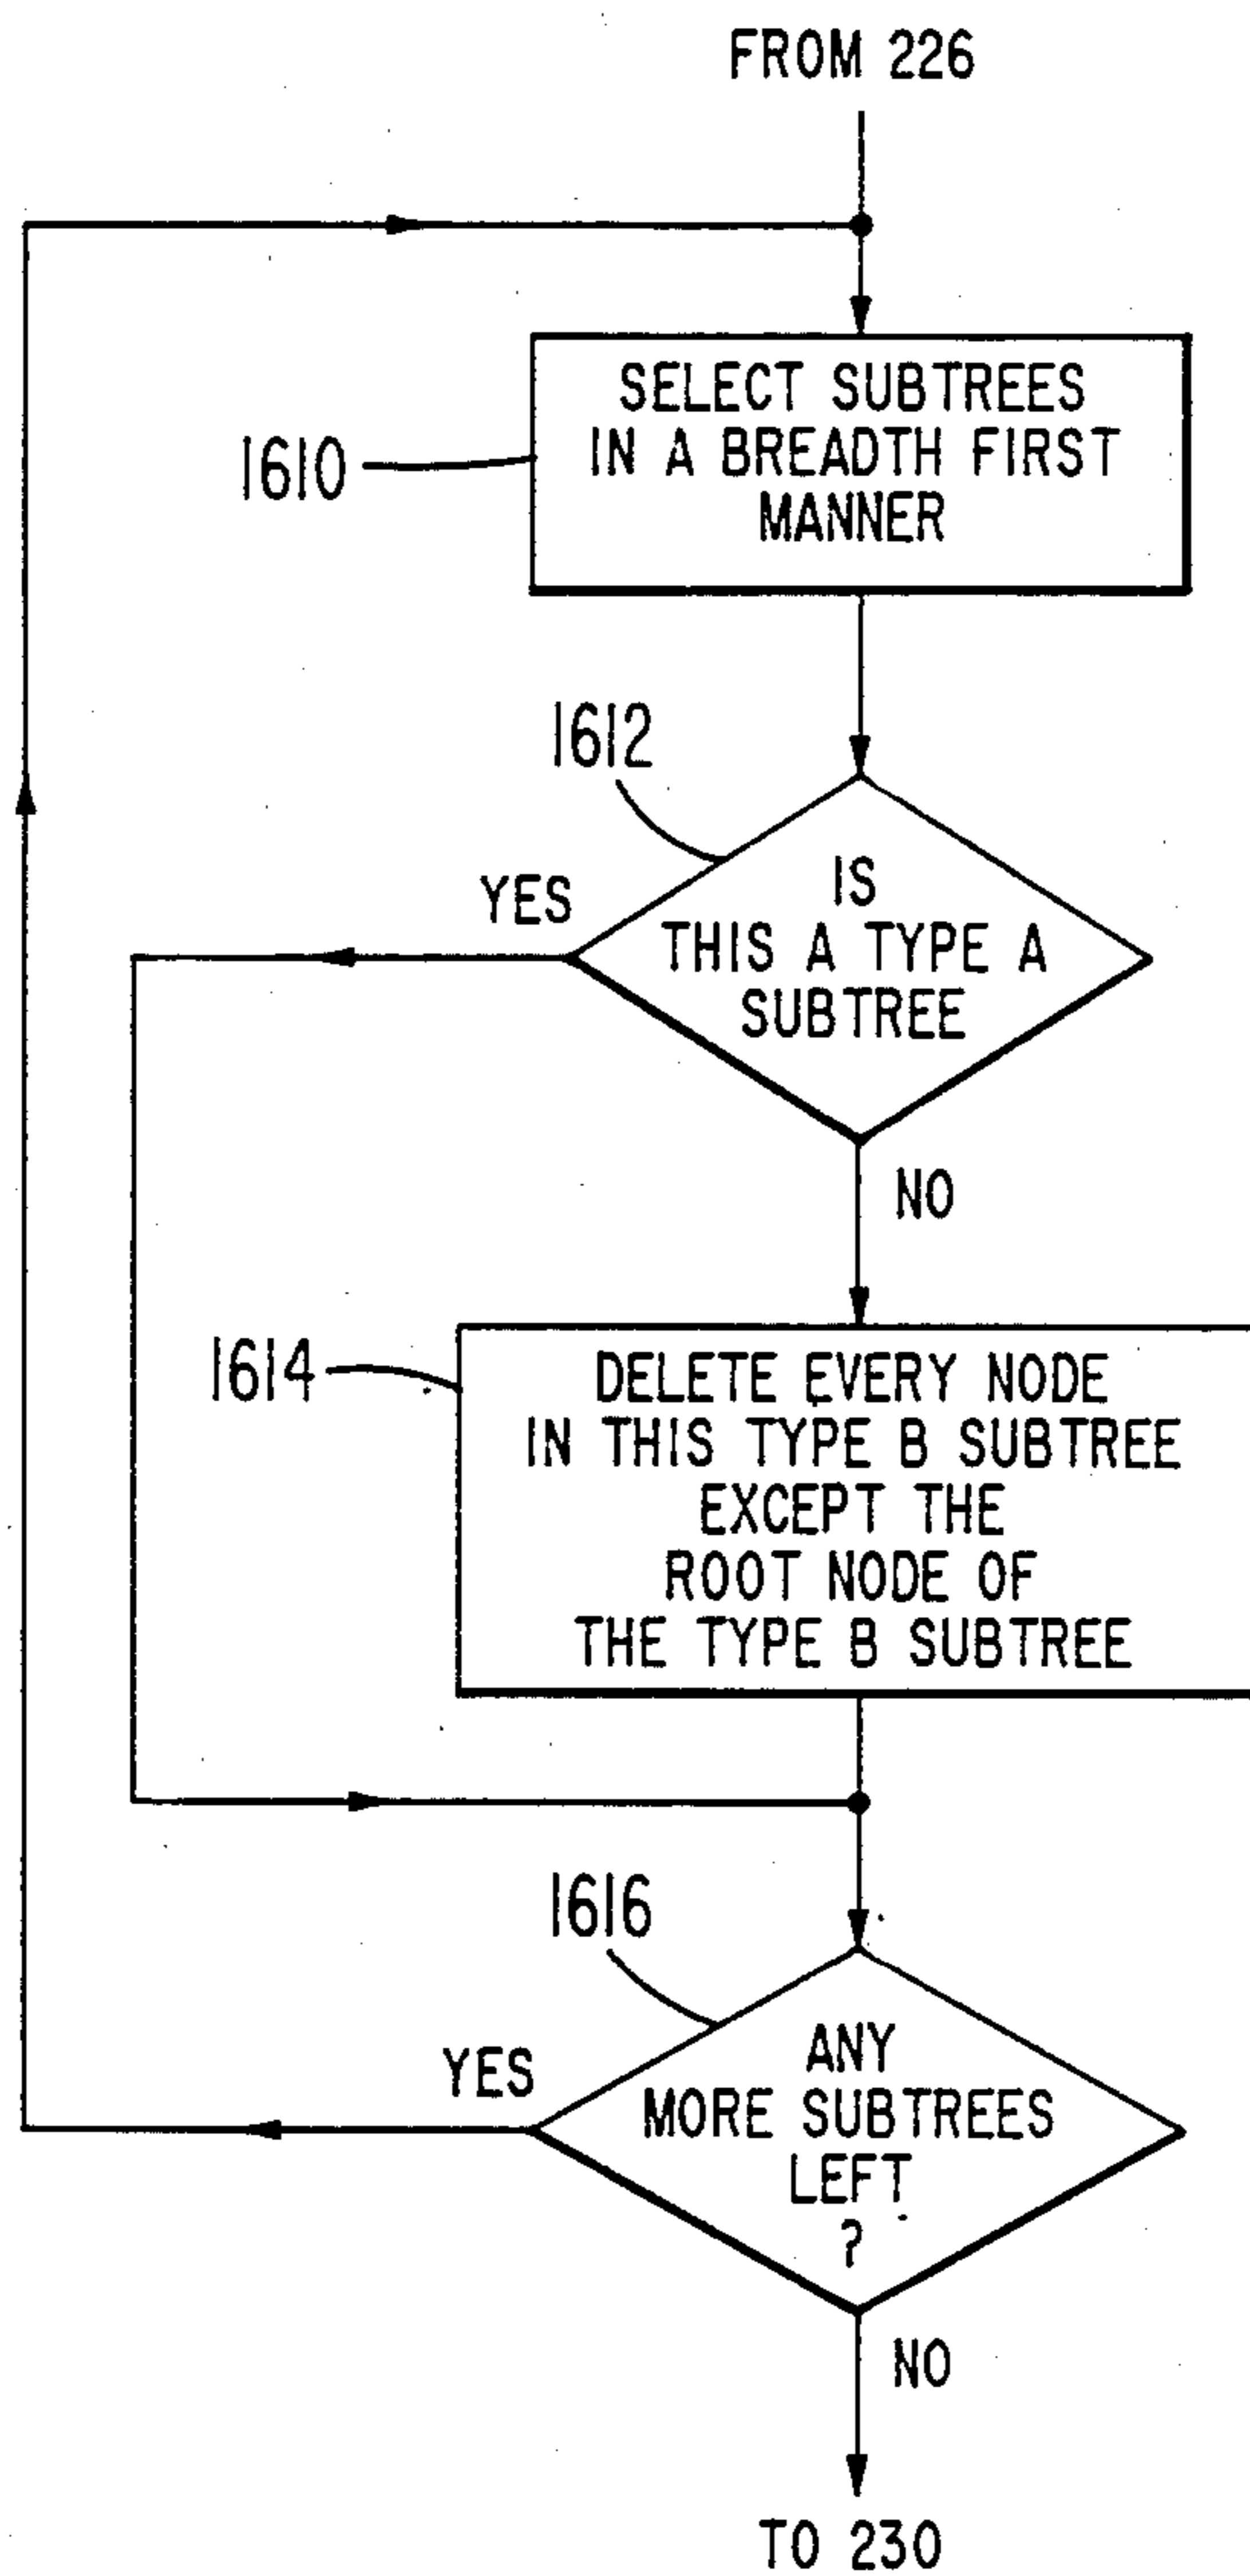 FROM 226
SELECT SUBTREES
IN A BREADTH FIRST
MANNER
1610
1612
YES
IS
THIS A TYPE A
SUBTREE
NO
1614
DELETE EVERY NODE
IN THIS TYPE B SUBTREE
EXCEPT THE
ROOT NODE OF
THE TYPE B SUBTREE
1616
YES
ANY
MORE SUBTREES
LEFT
?
NO
TO 230